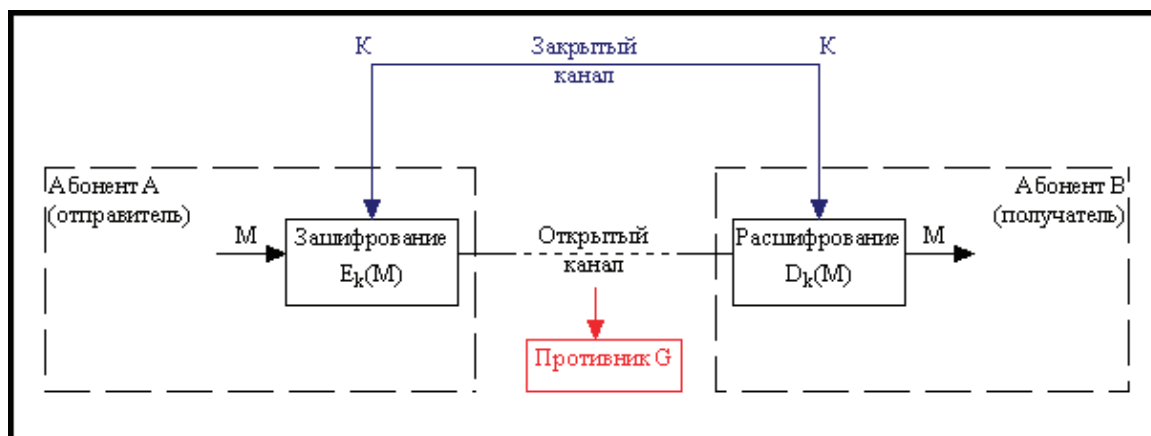 К Закрытый К
канал
Абонент А
(отправитель)
Абонент В
(получатель)
М Зашифрование Открытый Расшифрование М
Ek(M) канал Dk(M)
Противник G